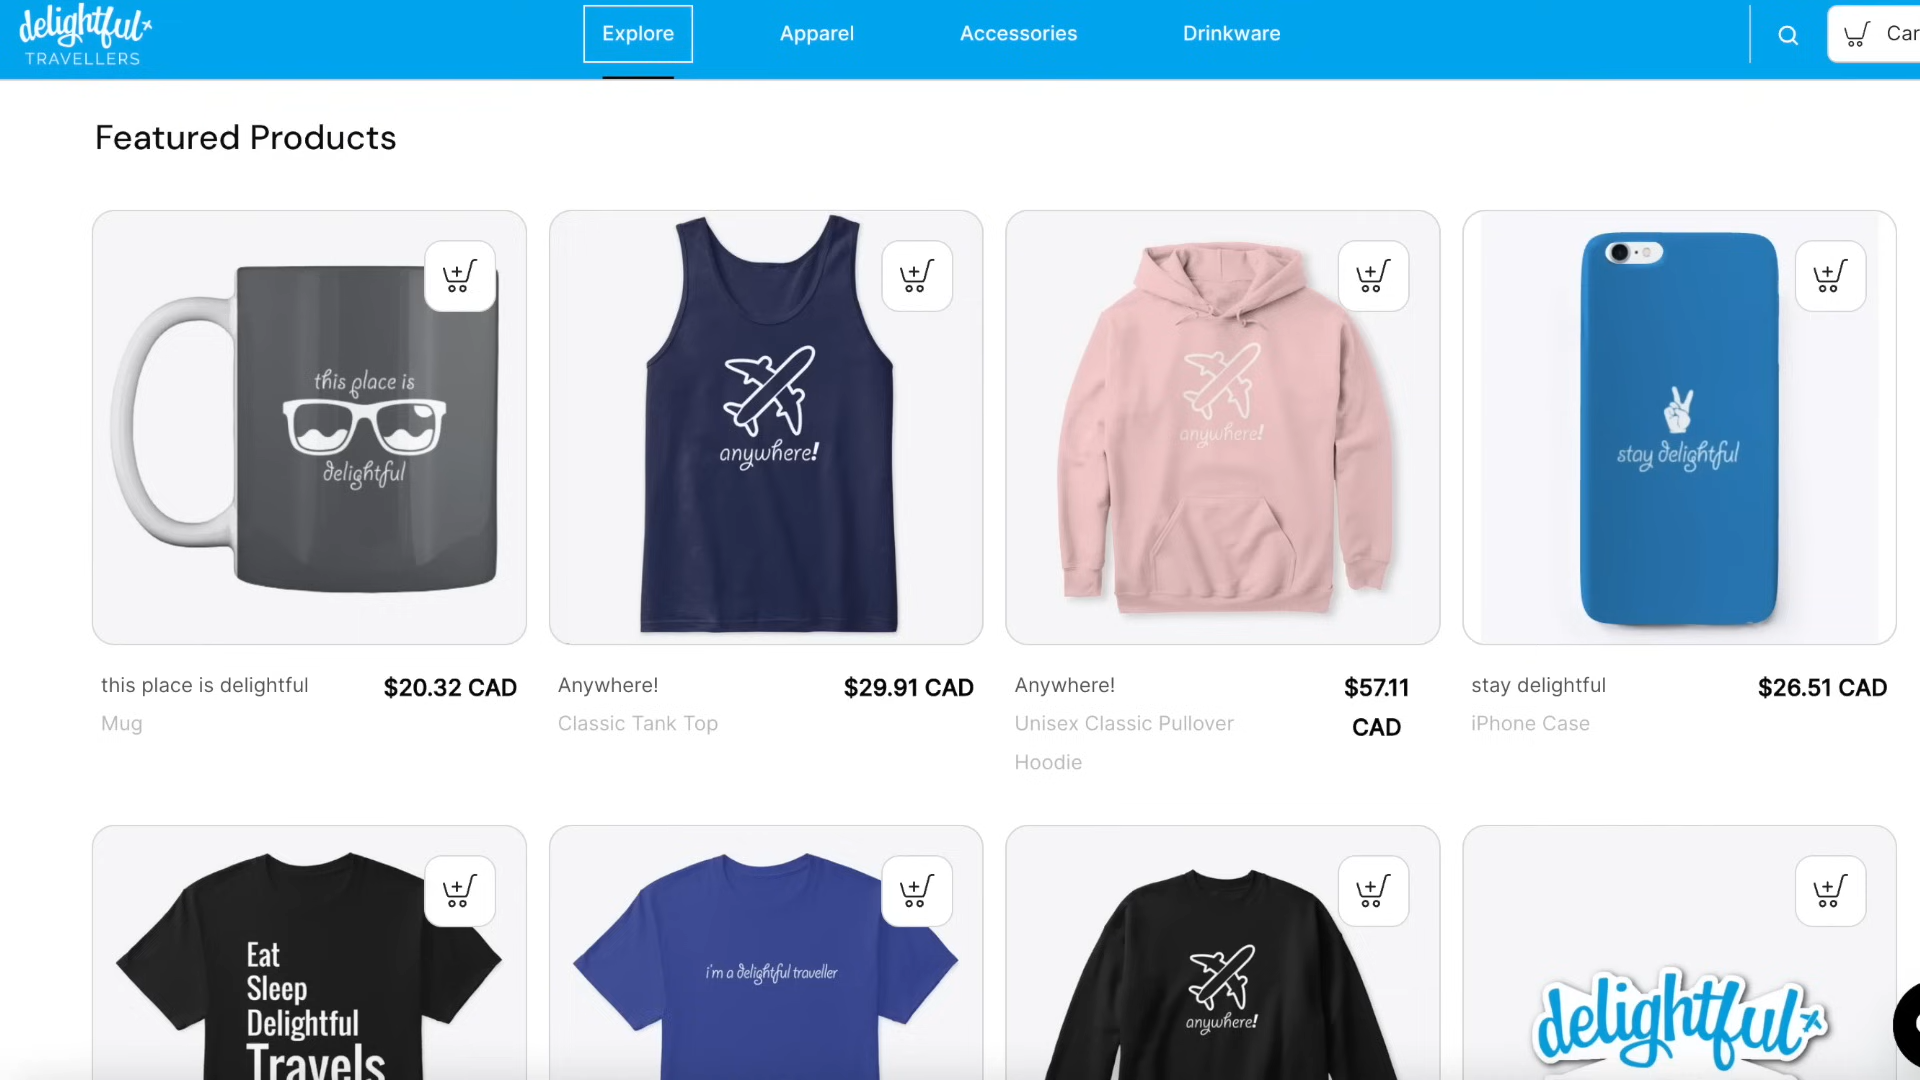 delightful
TRAVELLERS
Explore
Apparel
Accessories
Drinkware
Featured Products
this place is
delightful
anywhere!
anywhere!
stay delightful
this place is delightful
$20.32 CAD
Mug
Anywhere!
$29.91 CAD
Classic Tank Top
Anywhere!
$57.11
CAD
Unisex Classic Pullover
Hoodie
stay delightful
$26.51 CAD
iPhone Case
Eat
Sleep
Delightful
Travels
i'm a delightful traveller
anywhere!
delightful